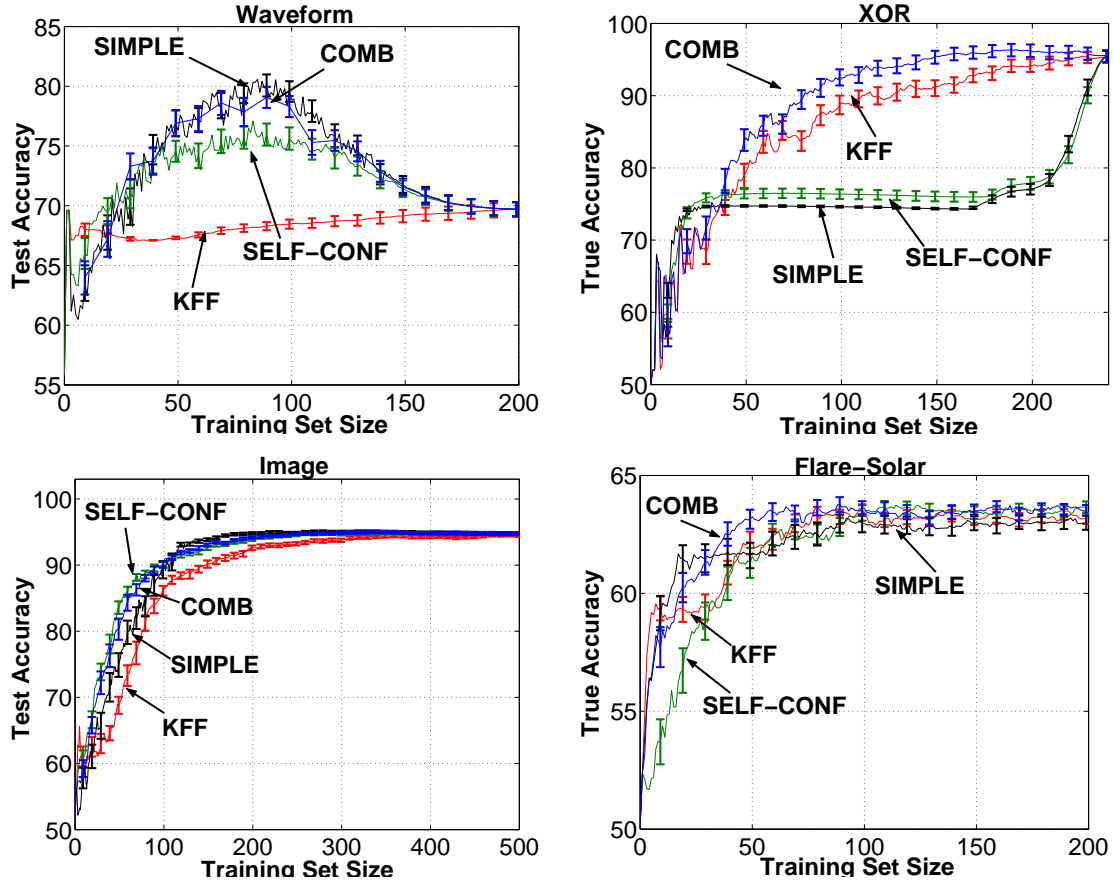 Waveform
85
80
75
70
65
60
55
Test Accuracy
SIMPLE
COMB
SELF−CONF
KFF
0 50 100 150 200
Training Set Size
XOR
100
90
80
70
60
50
True Accuracy
COMB
KFF
SELF−CONF
SIMPLE
0 50 100 150 200
Training Set Size
Image
100
90
80
70
60
50
Test Accuracy
SELF−CONF
COMB
SIMPLE
KFF
0 100 200 300 400 500
Training Set Size
Flare−Solar
65
60
55
50
True Accuracy
COMB
SIMPLE
KFF
SELF−CONF
0 50 100 150 200
Training Set Size